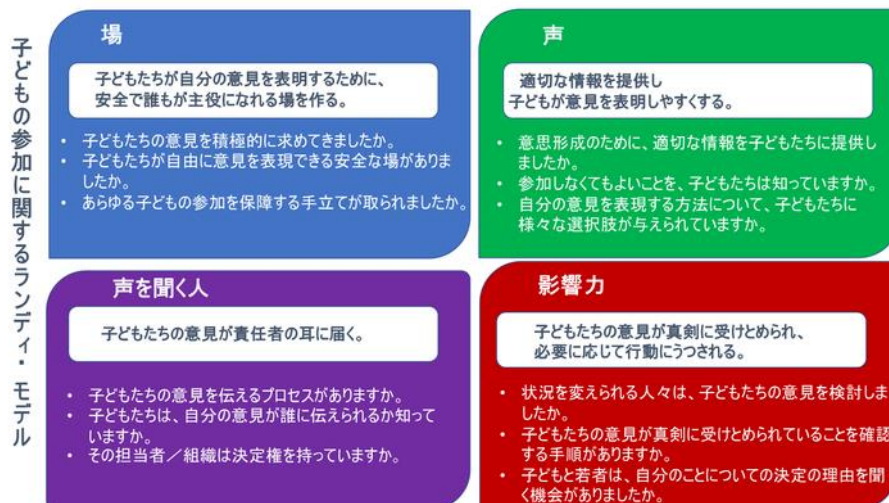 子どもの参加に関するランディ・モデル
場
子どもたちが自分の意見を表明するために、
安全で誰もが主役になれる場を作る。
• 子どもたちの意見を積極的に求めてきましたか。
• 子どもたちが自由に意見を表現できる安全な場がありま
したか。
• あらゆる子どもの参加を保障する手立てが取られましたか。
声
適切な情報を提供し
子どもが意見を表明しやすくする。
• 意思形成のために、適切な情報を子どもたちに提供し
ましたか。
• 参加しなくてもよいことを、子どもたちは知っていますか。
• 自分の意見を表現する方法について、子どもたちに
様々な選択肢が与えられていますか。
声を聞く人
子どもたちの意見が責任者の耳に届く。
• 子どもたちの意見を伝えるプロセスがありますか。
• 子どもたちは、自分の意見が誰に伝えられるか知って
いますか。
• その担当者／組織は決定権を持っていますか。
影響力
子どもたちの意見が真剣に受けとめられ、
必要に応じて行動にうつされる。
• 状況を変えられる人々は、子どもたちの意見を検討しま
したか。
• 子どもたちの意見が真剣に受けとめられていることを確認
する手順がありますか。
• 子どもと若者は、自分のことについての決定の理由を聞
く機会がありましたか。